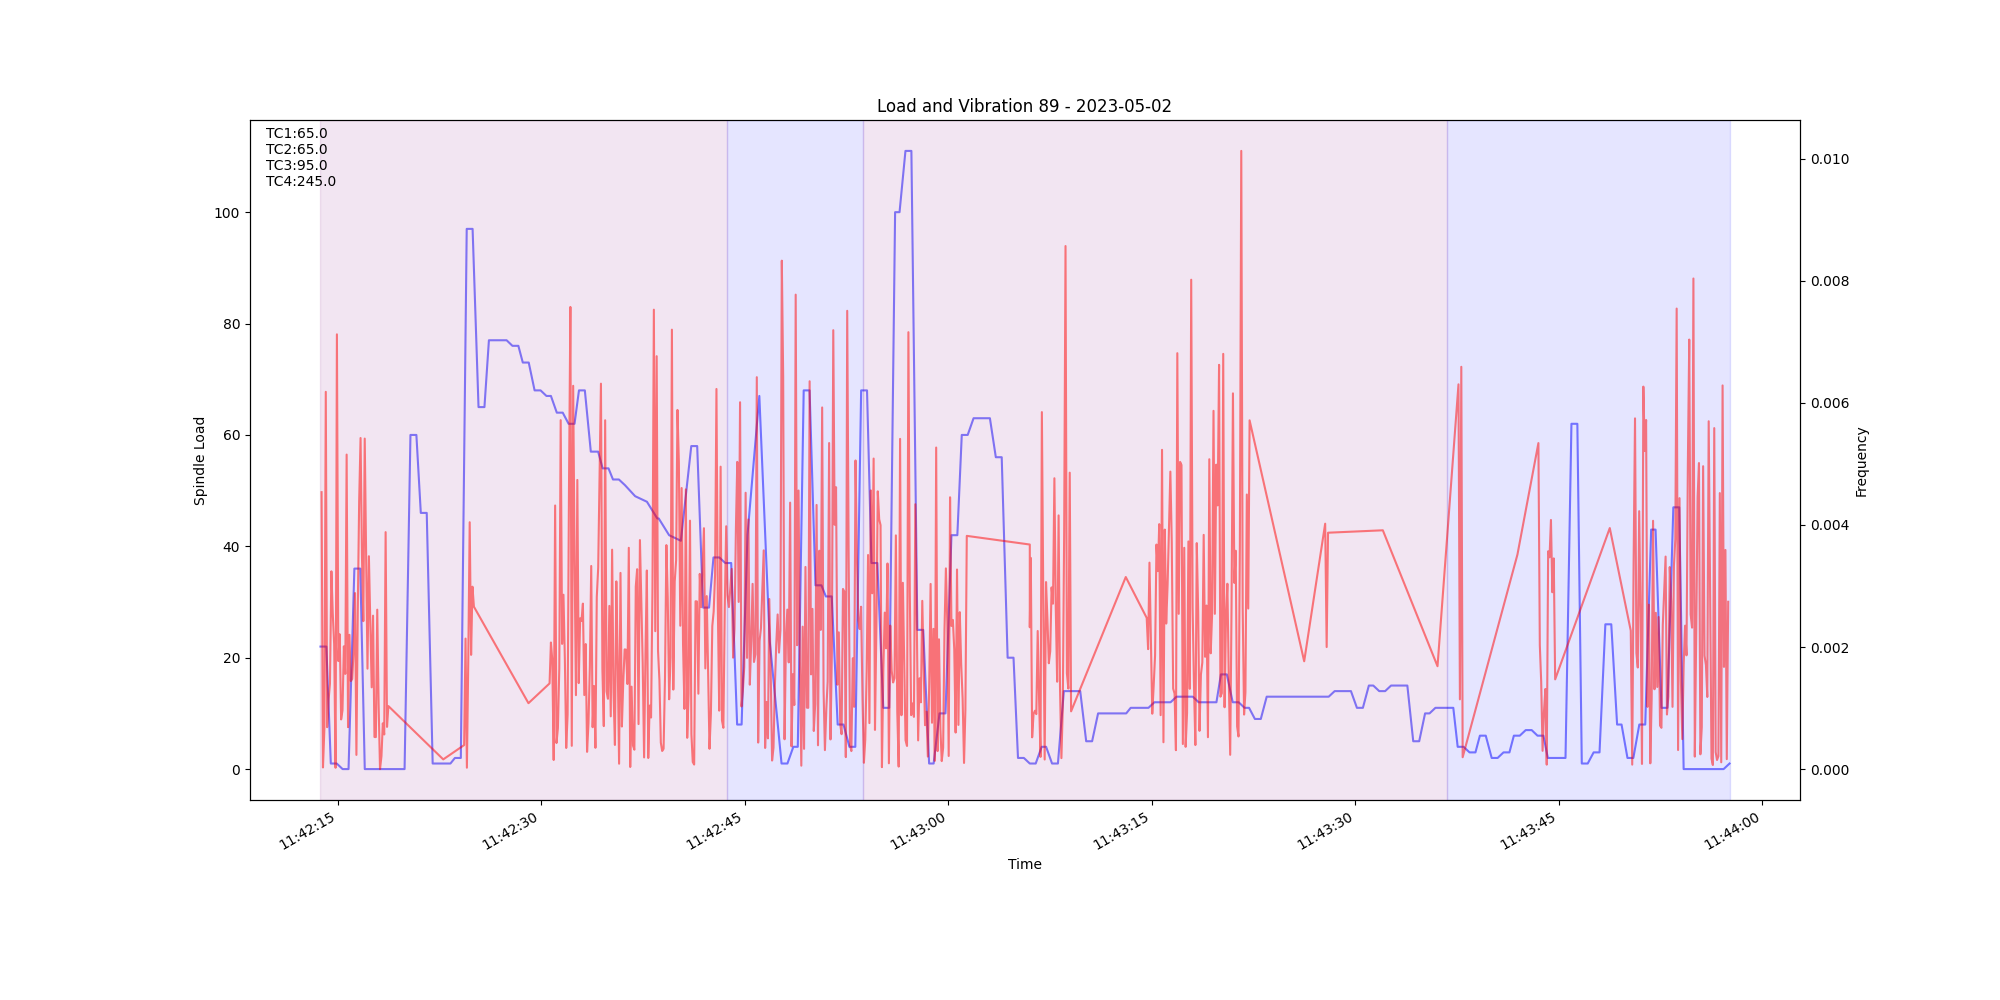 Load and Vibration 89 - 2023-05-02
TC1:65.0
TC2:65.0
TC3:95.0
TC4:245.0
100
80
60
40
20
0
Spindle Load
0.010
0.008
0.006
0.004
0.002
0.000
Frequency
11:42:15
11:42:30
11:42:45
11:43:00
11:43:15
11:43:30
11:43:45
11:44:00
Time